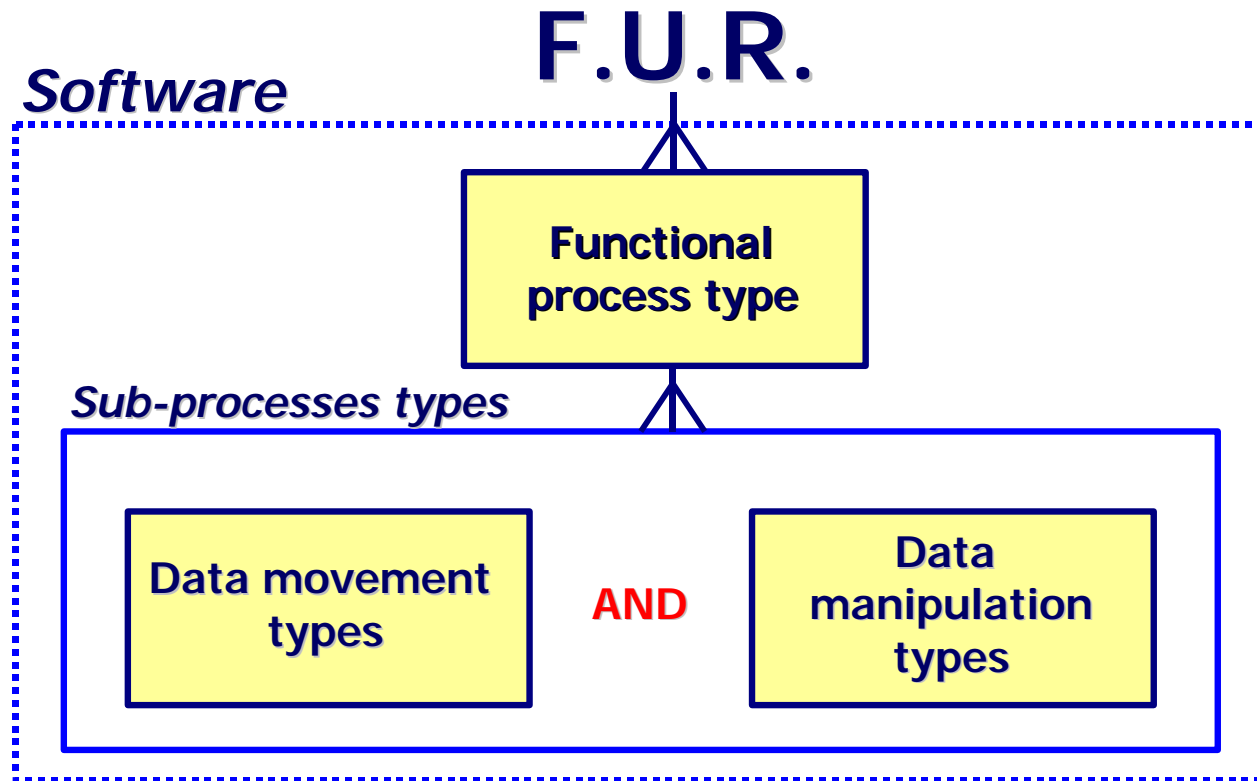 F.U.R.
Software
Functional
process type
Sub-processes types
Data movement
types
AND
Data
manipulation
types